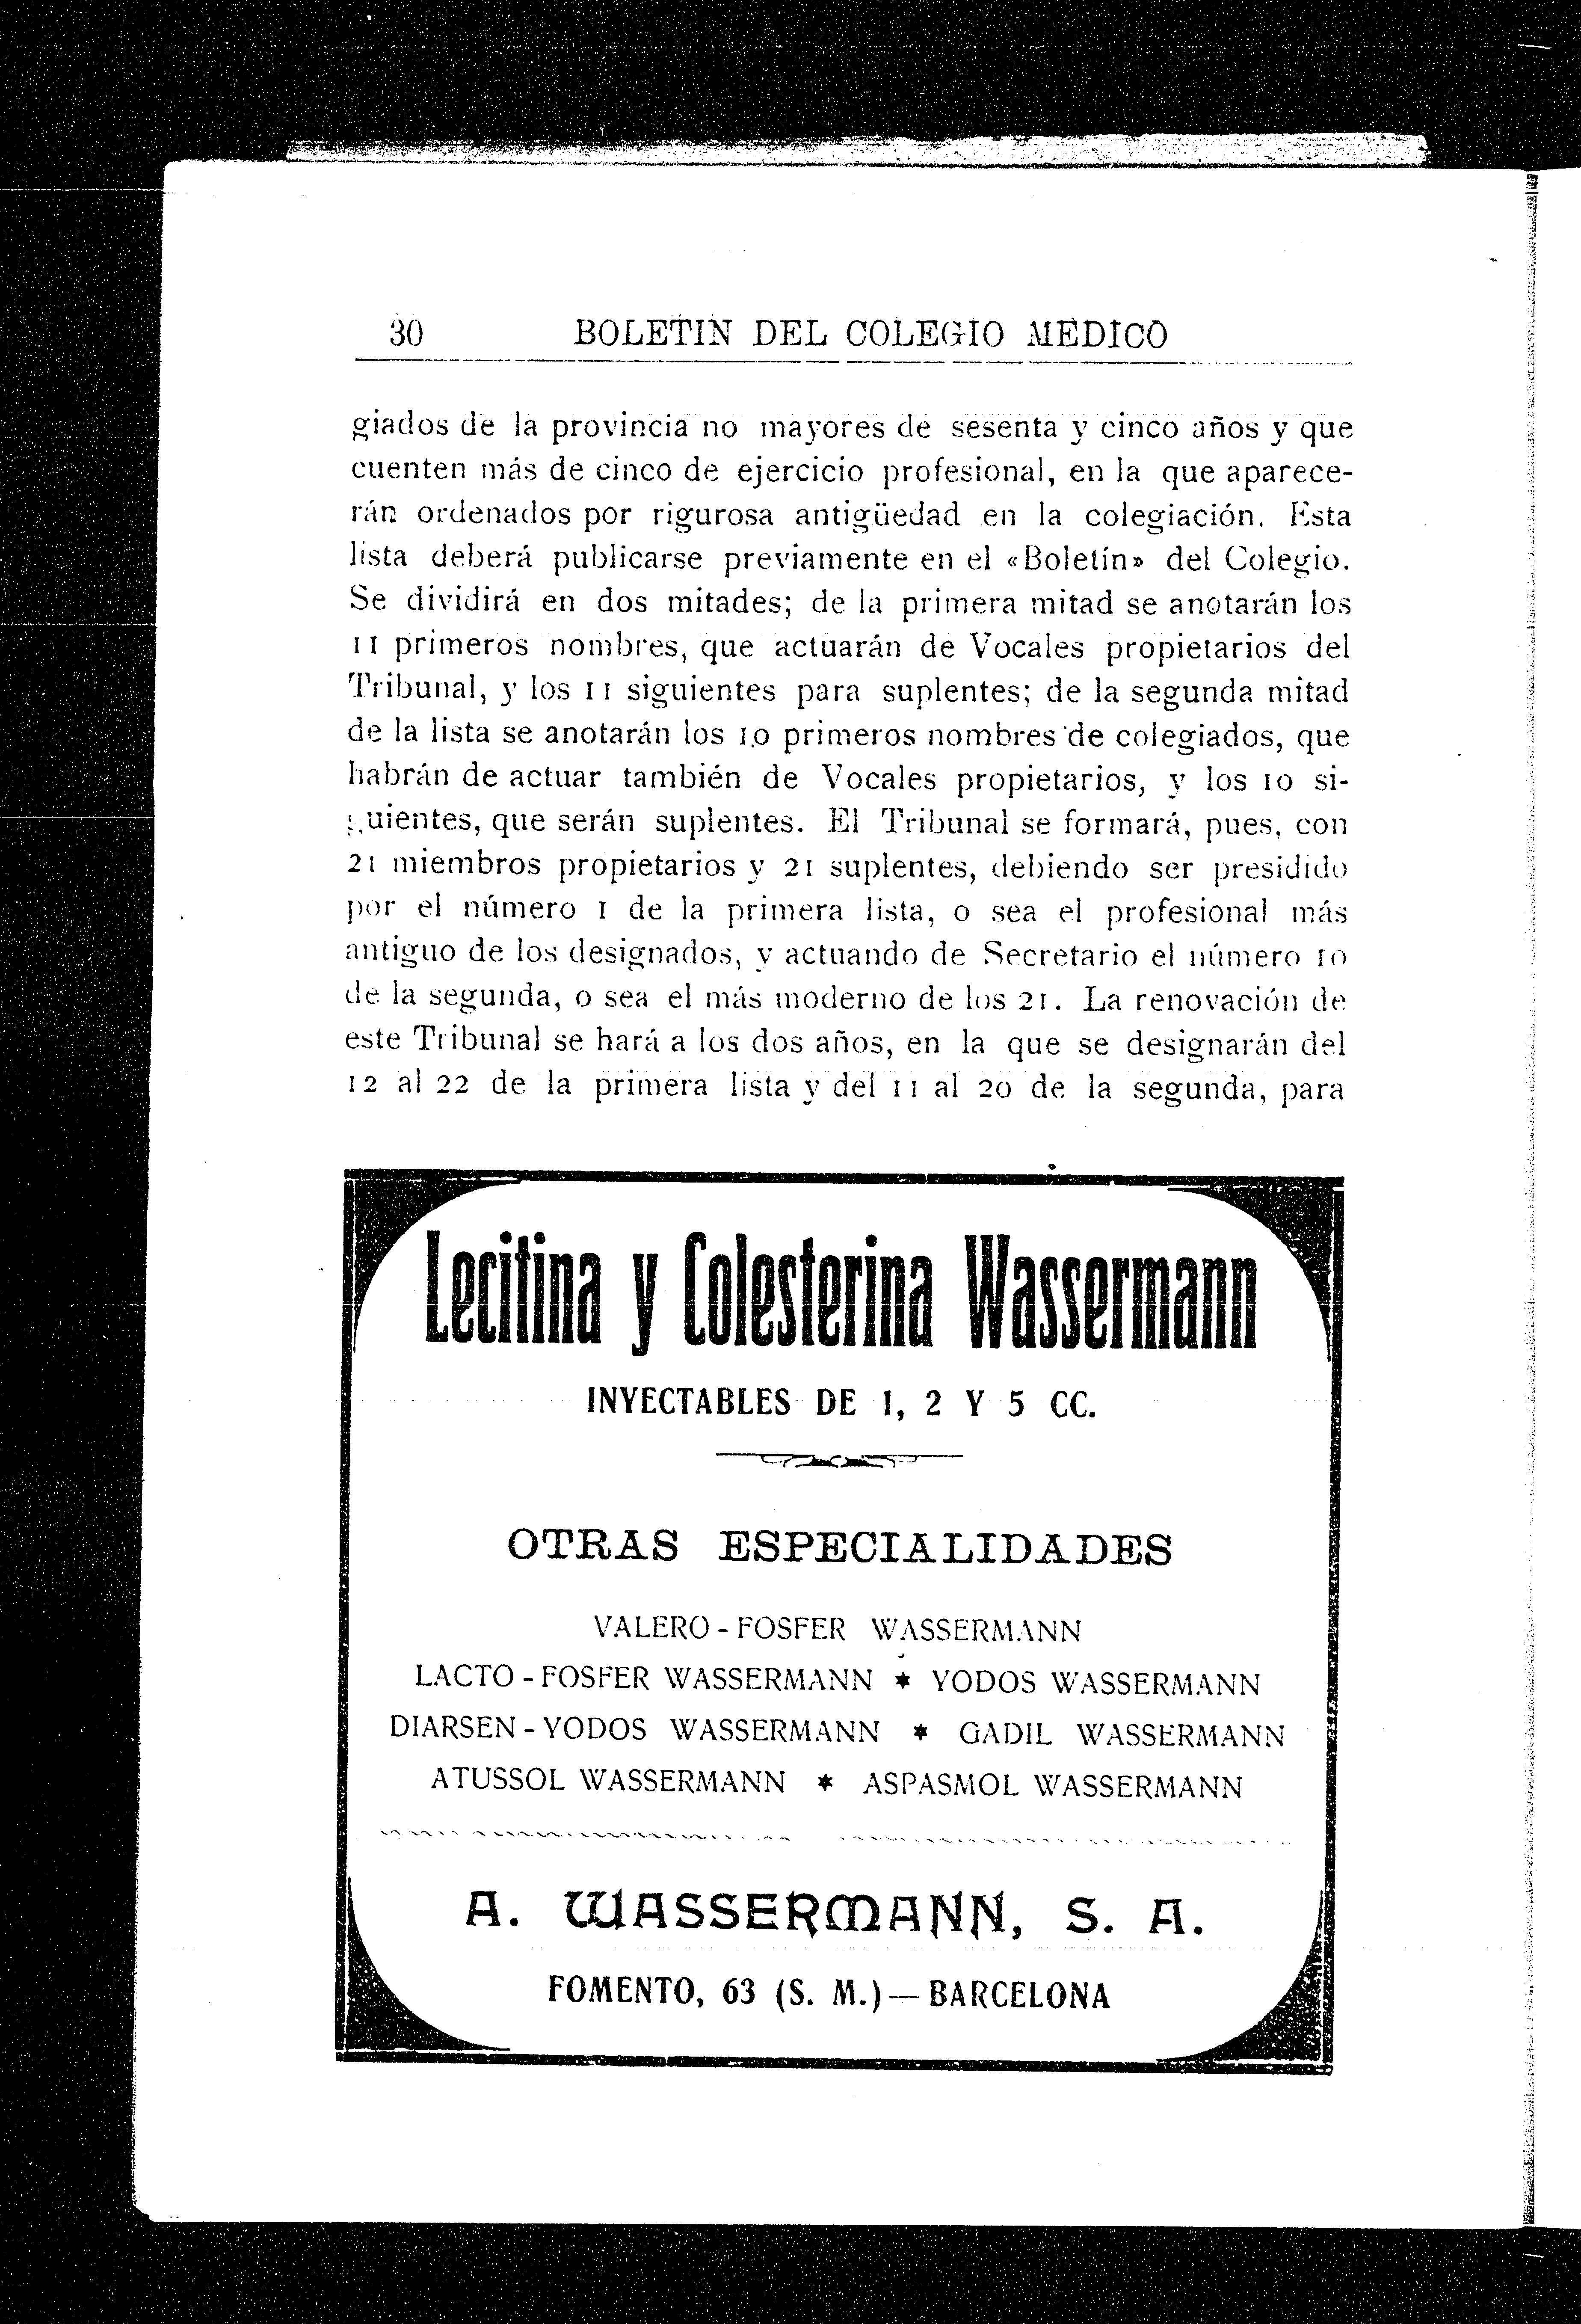 30 BOLETIN DEL COLEGIO MEDICO
giados de la provincia no mayores de sesenta y cinco años y que
cuenten más de cinco de ejercicio profesional, en la que aparece-
rán ordenados por rigurosa antigüedad en la colegiación. Esta
lista deberá publicarse previamente en el «Boletín» del Colegio.
Se dividirá en dos mitades; de la primera mitad se anotarán los
11 primeros nombres, que actuarán de Vocales propietarios del
Tribunal, y los 11 siguientes para suplentes; de la segunda mitad
de la lista se anotarán los 10 primeros nombres de colegiados, que
habrán de actuar también de Vocales propietarios, y los 10 si-
guientes, que serán suplentes. El Tribunal se formará, pues, con
21 miembros propietarios y 21 suplentes, debiendo ser presidido
por el número 1 de la primera lista, o sea el profesional más
antiguo de los designados, y actuando de Secretario el número 10
de la segunda, o sea el más moderno de los 21. La renovación de
este Tribunal se hará a los dos años, en la que se designarán del
12 al 22 de la primera lista y del 11 al 20 de la segunda, para
Lecitina y Colesterina Wassermann
INYECTABLES DE 1, 2 Y 5 CC.
OTRAS ESPECIALIDADES
VALERO - FOSFER WASSERMANN
LACTO - FOSFER WASSERMANN * YODOS WASSERMANN
DIARSEN - YODOS WASSERMANN * GADIL WASSERMANN
ATUSSOL WASSERMANN * ASPASMOL WASSERMANN
A. WASSERMANN, S. A.
FOMENTO, 63 (S. M.) — BARCELONA